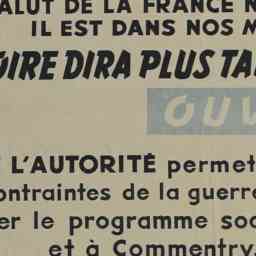 ALUT DE LA FRANCE N
IL EST DANS NOS M
OIRE DIRA PLUS TA
OUV
L'AUTORITÉ permet
ontraintes de la guerre
er le programme soc
et à Commentry,